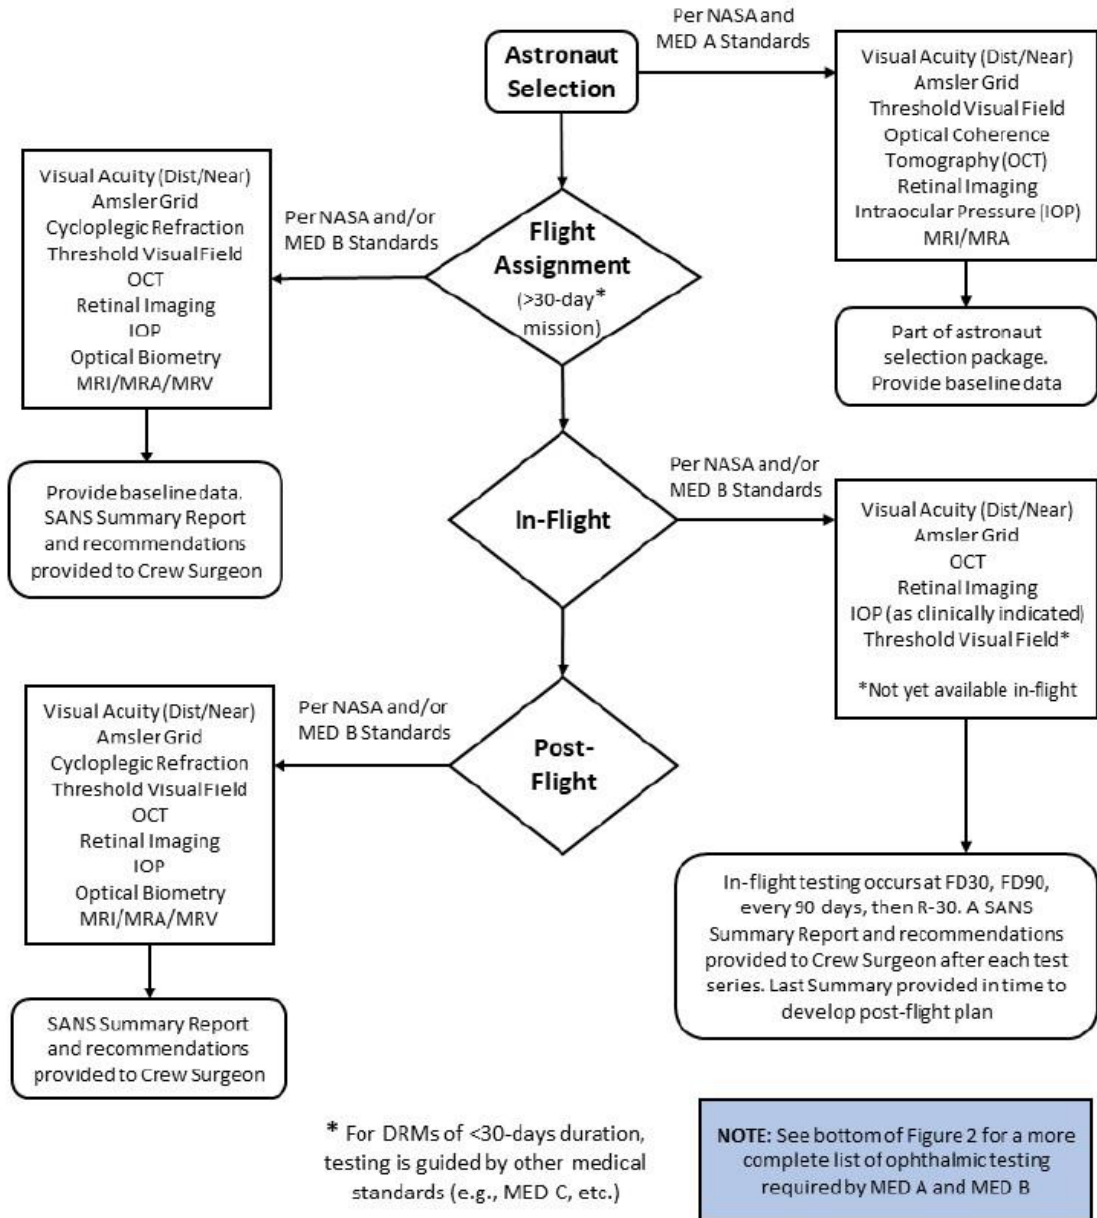 Astronaut
Selection
Per NASA and
MED A Standards
Visual Acuity (Dist/Near)
Amsler Grid
Threshold Visual Field
Optical Coherence
Tomography (OCT)
Retinal Imaging
Intraocular Pressure (IOP)
MRI/MRA
Part of astronaut
selection package.
Provide baseline data
Flight
Assignment
(>30-day*
mission)
Per NASA and/or
MED B Standards
Visual Acuity (Dist/Near)
Amsler Grid
Cycloplegic Refraction
Threshold Visual Field
OCT
Retinal Imaging
IOP
Optical Biometry
MRI/MRA/MRV
Provide baseline data.
SANS Summary Report
and recommendations
provided to Crew Surgeon
In-Flight
Per NASA and/or
MED B Standards
Visual Acuity (Dist/Near)
Amsler Grid
OCT
Retinal Imaging
IOP (as clinically indicated)
Threshold Visual Field*
*Not yet available in-flight
In-flight testing occurs at FD30, FD90,
every 90 days, then R-30. A SANS
Summary Report and recommendations
provided to Crew Surgeon after each test
series. Last Summary provided in time to
develop post-flight plan
Post-
Flight
Per NASA and/or
MED B Standards
Visual Acuity (Dist/Near)
Amsler Grid
Cycloplegic Refraction
Threshold Visual Field
OCT
Retinal Imaging
IOP
Optical Biometry
MRI/MRA/MRV
SANS Summary Report
and recommendations
provided to Crew Surgeon
* For DRMs of <30-days duration,
testing is guided by other medical
standards (e.g., MED C, etc.)
NOTE: See bottom of Figure 2 for a more
complete list of ophthalmic testing
required by MED A and MED B